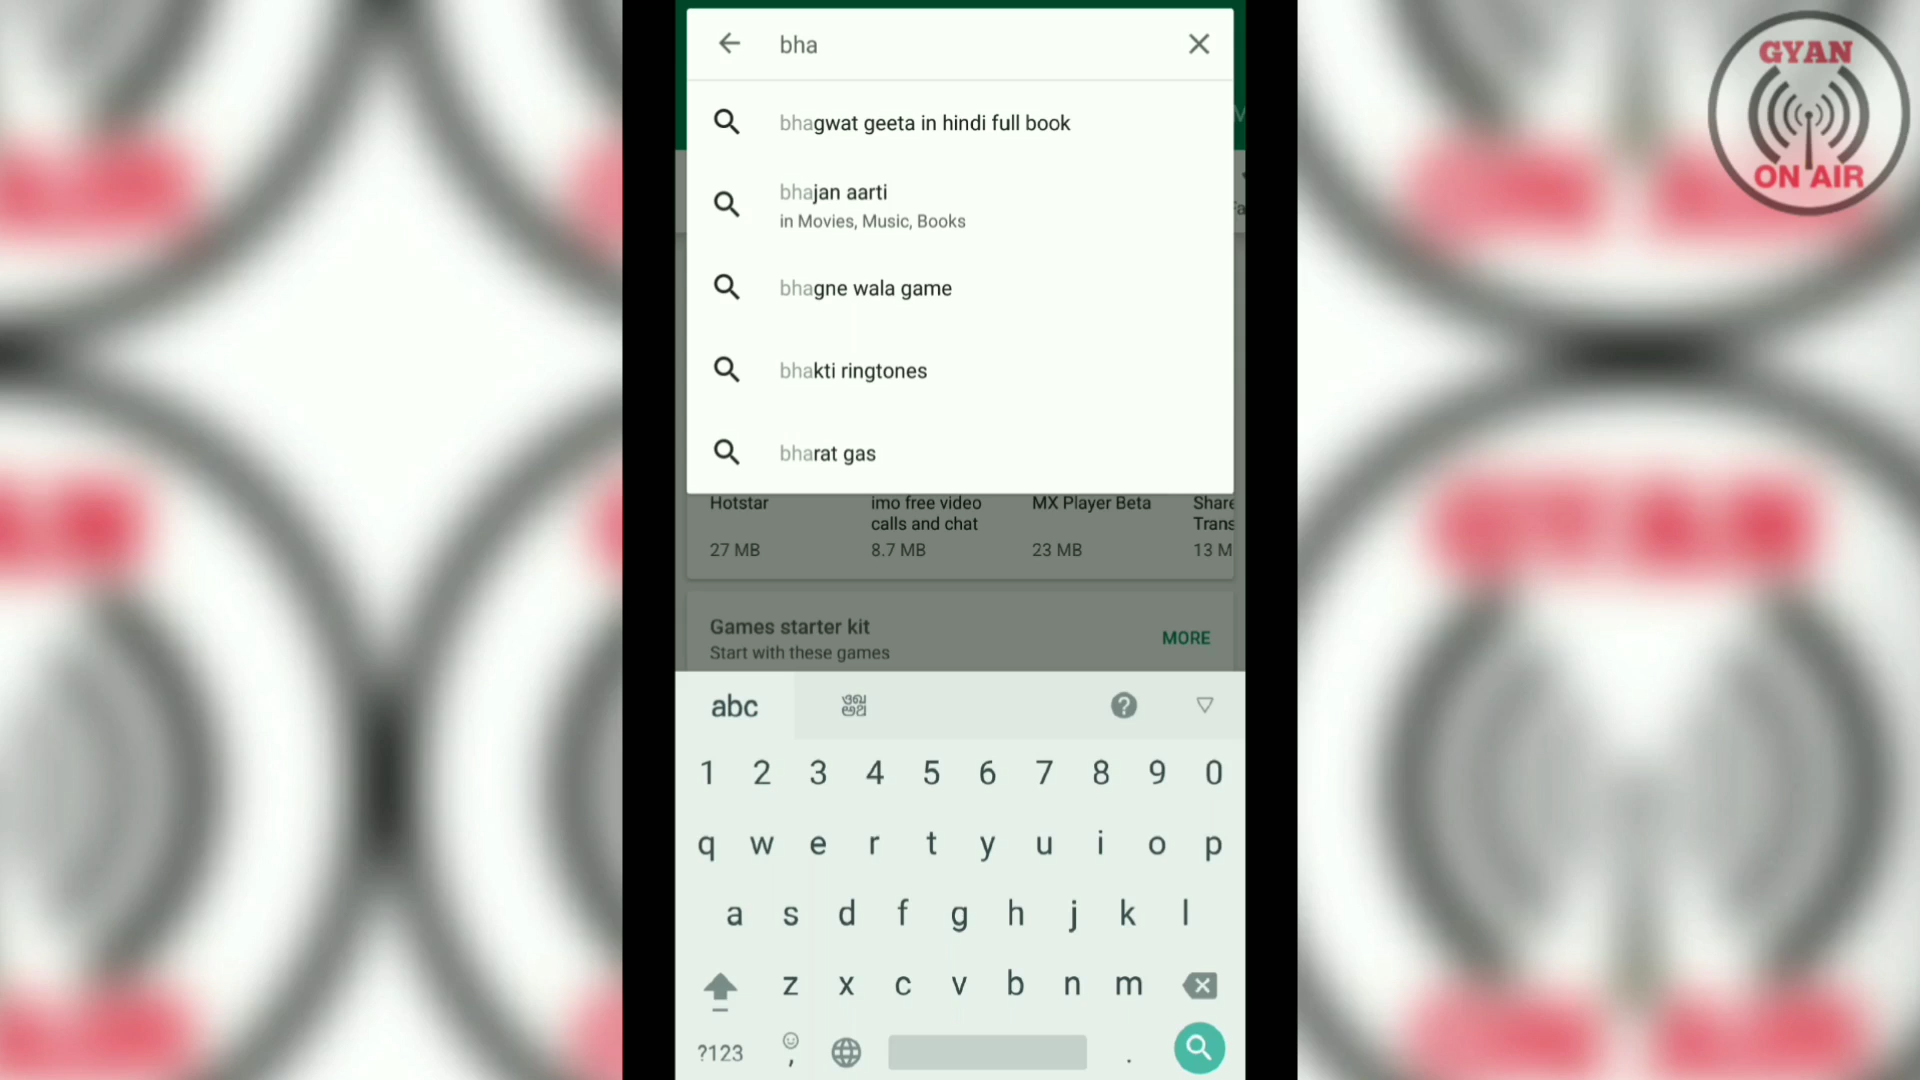 bha
bhagwat geeta in hindi full book
bhajan aarti
in Movies, Music, Books
bhagne wala game
bhakti ringtones
bharat gas
Hotstar
imo free video
calls and chat
MX Player Beta
Share
Trans
27 MB
8.7 MB
23 MB
13 M
Games starter kit
Start with these games
MORE
abc
1 2 3 4 5 6 7 8 9 0
q w e r t y u i o p
a s d f g h j k l
z x c v b n m
?123 , .
GYAN
ON AIR